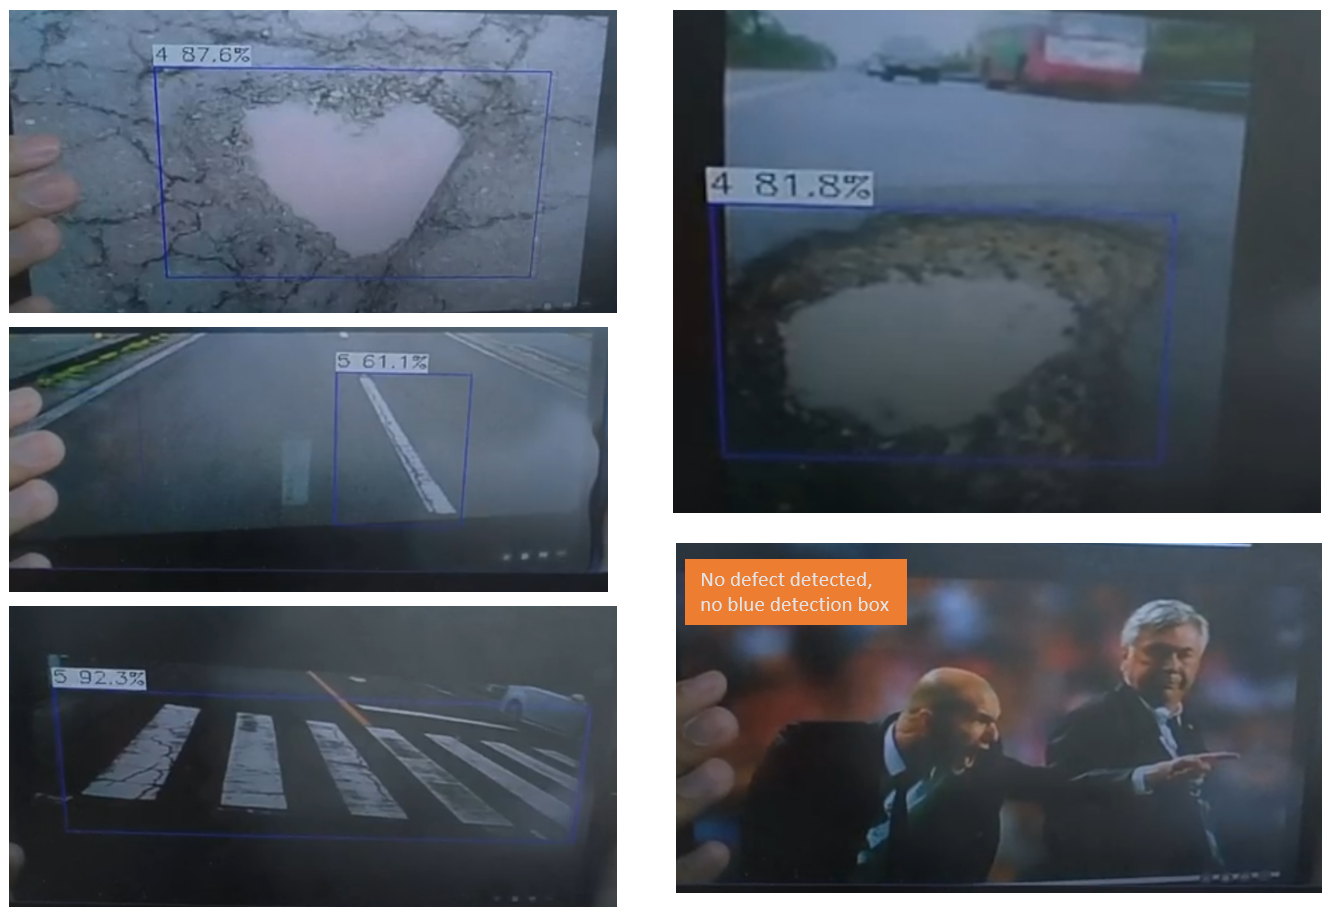 4 87.6%
4 81.8%
5 61.1%
5 92.3%
No defect detected,
no blue detection box